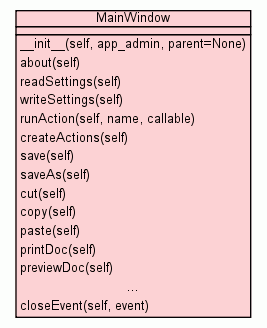 MainWindow
__init__(self, app_admin, parent=None)
about(self)
readSettings(self)
writeSettings(self)
runAction(self, name, callable)
createActions(self)
save(self)
saveAs(self)
cut(self)
copy(self)
paste(self)
printDoc(self)
previewDoc(self)
...
closeEvent(self, event)